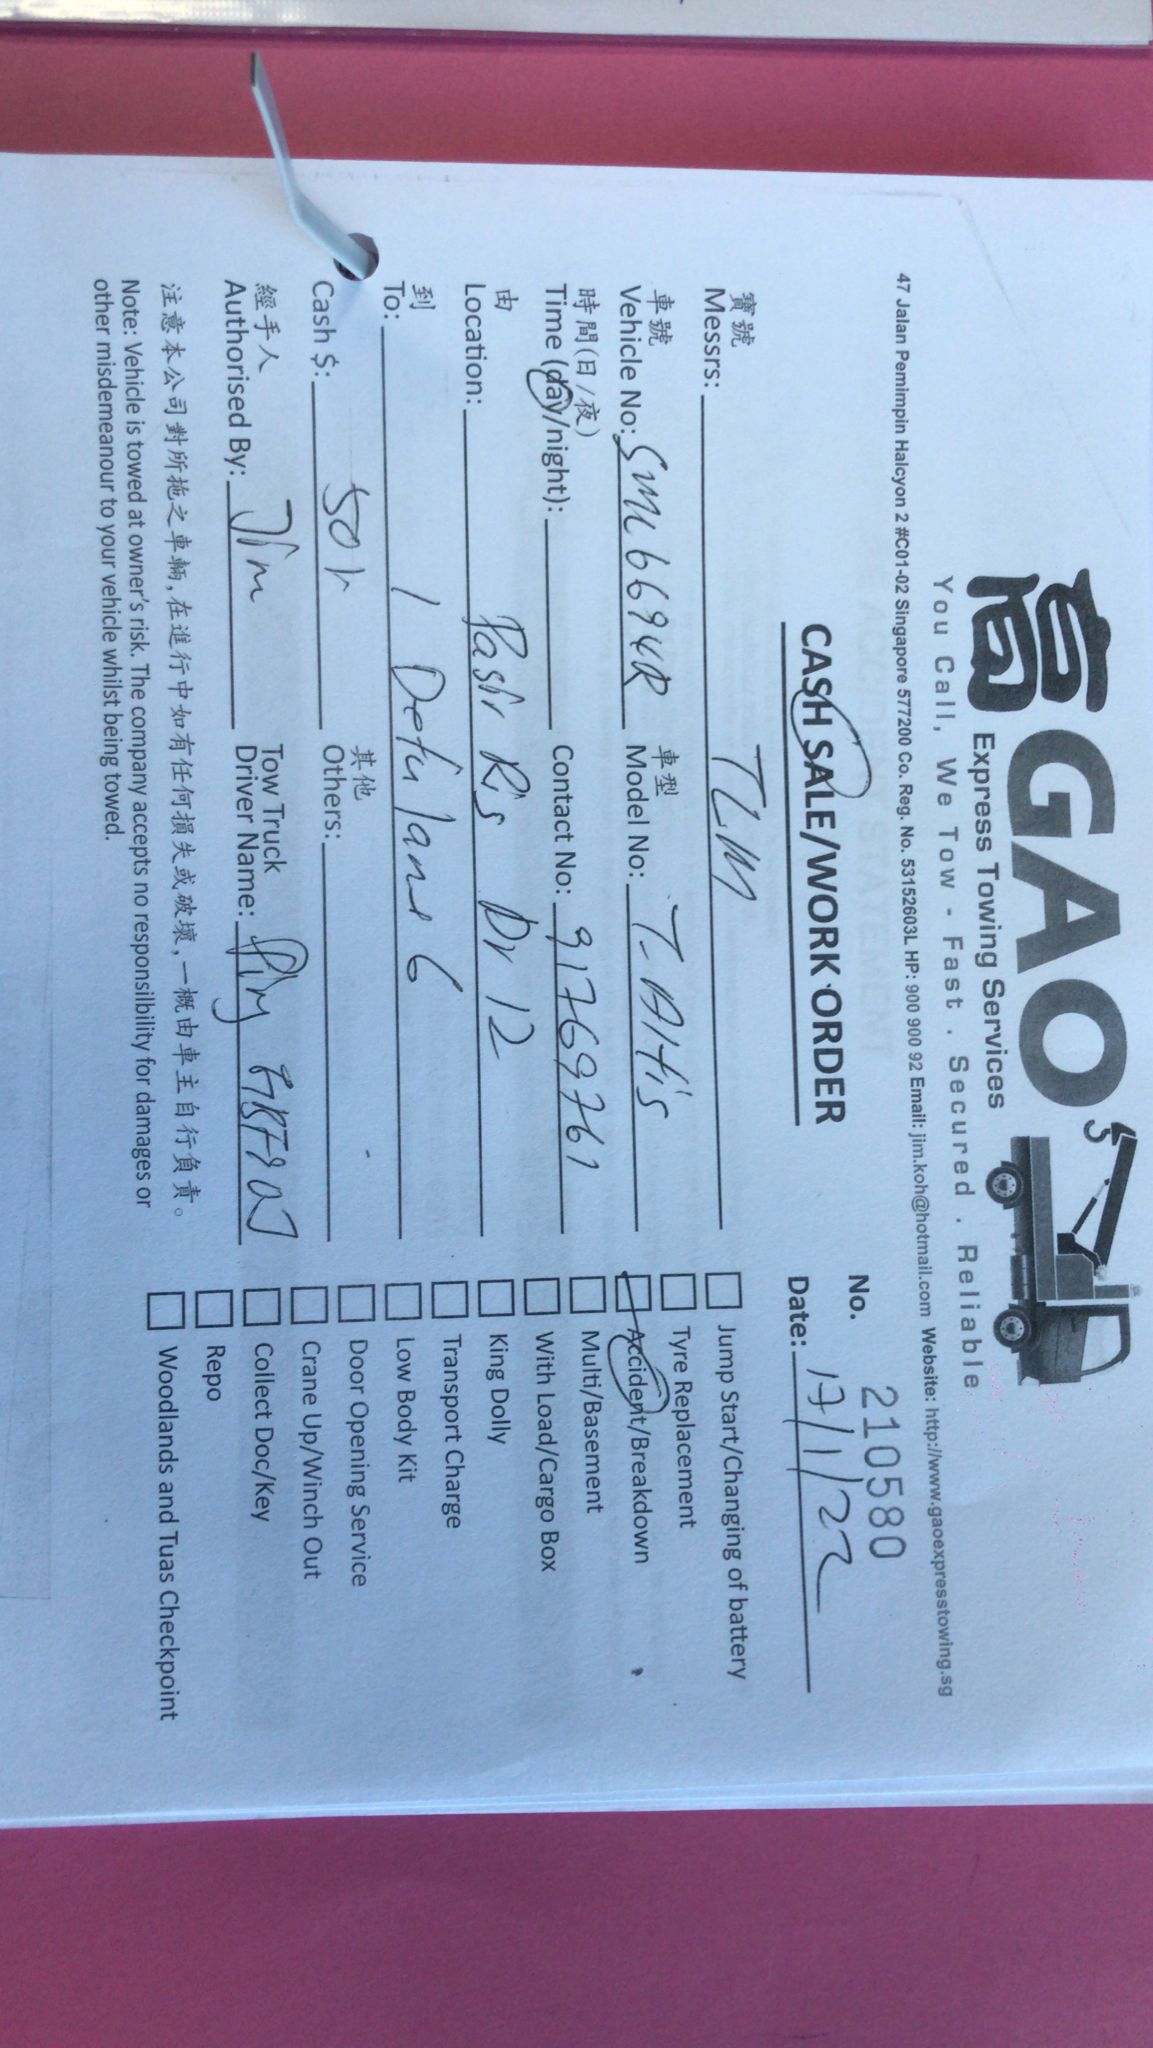 GAO
Express Towing Services
You Call, We Tow - Fast . Secured . Reliable
47 Jalan Pemimpin Halcyon 2 #C01-02 Singapore 577200 Co. Reg. No. 53152603L HP: 900 900 92 Email: jim.koh@hotmail.com Website: http://www.gaoexpresstowing.sg
CASH SALE/WORK ORDER
No. 210580
Date: 17/1/22
寶號
Messrs: TLM
車號 車型
Vehicle No: SMU6694R Model No: T. Altis
時間(日/夜)
Time (day/night): Contact No: 91769761
由
Location: Pasir Ris Dr 12
到
To: 1 Defu lane 6
其他
Cash $: 50 Others:
經手人 Tow Truck
Authorised By: Jim Driver Name:
注意本公司對所拖之車輛,在進行中如有任何損失或破壞,一概由車主自行負責。
Note: Vehicle is towed at owner's risk. The company accepts no responsilbility for damages or
other misdemeanour to your vehicle whilst being towed.
Jump Start/Changing of battery
Tyre Replacement
Accident/Breakdown
Multi/Basement
With Load/Cargo Box
King Dolly
Transport Charge
Low Body Kit
Door Opening Service
Crane Up/Winch Out
Collect Doc/Key
Repo
Woodlands and Tuas Checkpoint